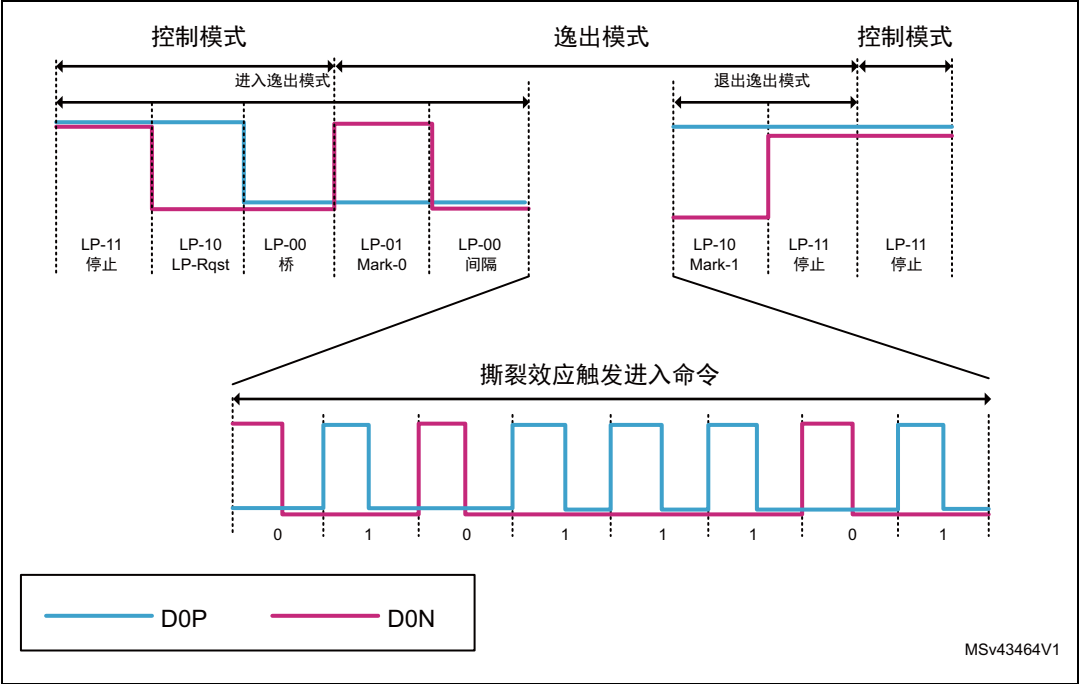 控制模式 逸出模式 控制模式
进入逸出模式 退出逸出模式
LP-11 LP-10 LP-00 LP-01 LP-00 LP-10 LP-11 LP-11
停止 LP-Rqst 桥 Mark-0 间隔 Mark-1 停止 停止
撕裂效应触发进入命令
0 1 0 1 1 1 0 1
D0P D0N
MSv43464V1